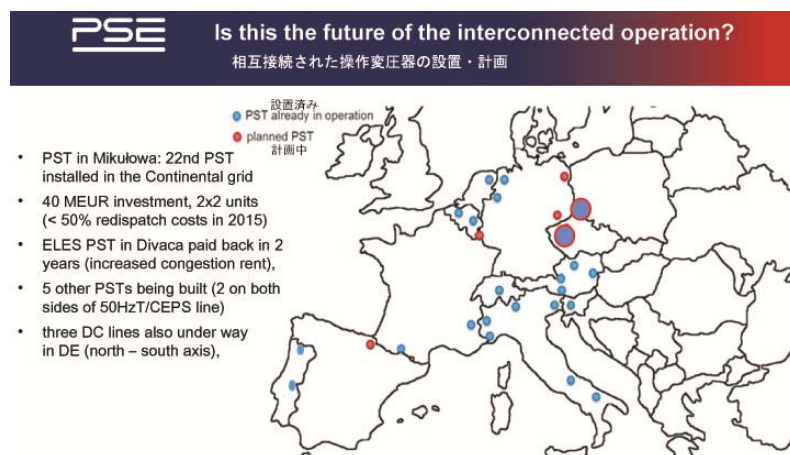 PSE
Is this the future of the interconnected operation?
相互接続された操作変圧器の設置・計画
設置済み
PST already in operation
planned PST
計画中
• PST in Mikułowa: 22nd PST
installed in the Continental grid
• 40 MEUR investment, 2x2 units
(< 50% redispatch costs in 2015)
• ELES PST in Divaca paid back in 2
years (increased congestion rent),
• 5 other PSTs being built (2 on both
sides of 50HzT/CEPS line)
• three DC lines also under way
in DE (north – south axis),